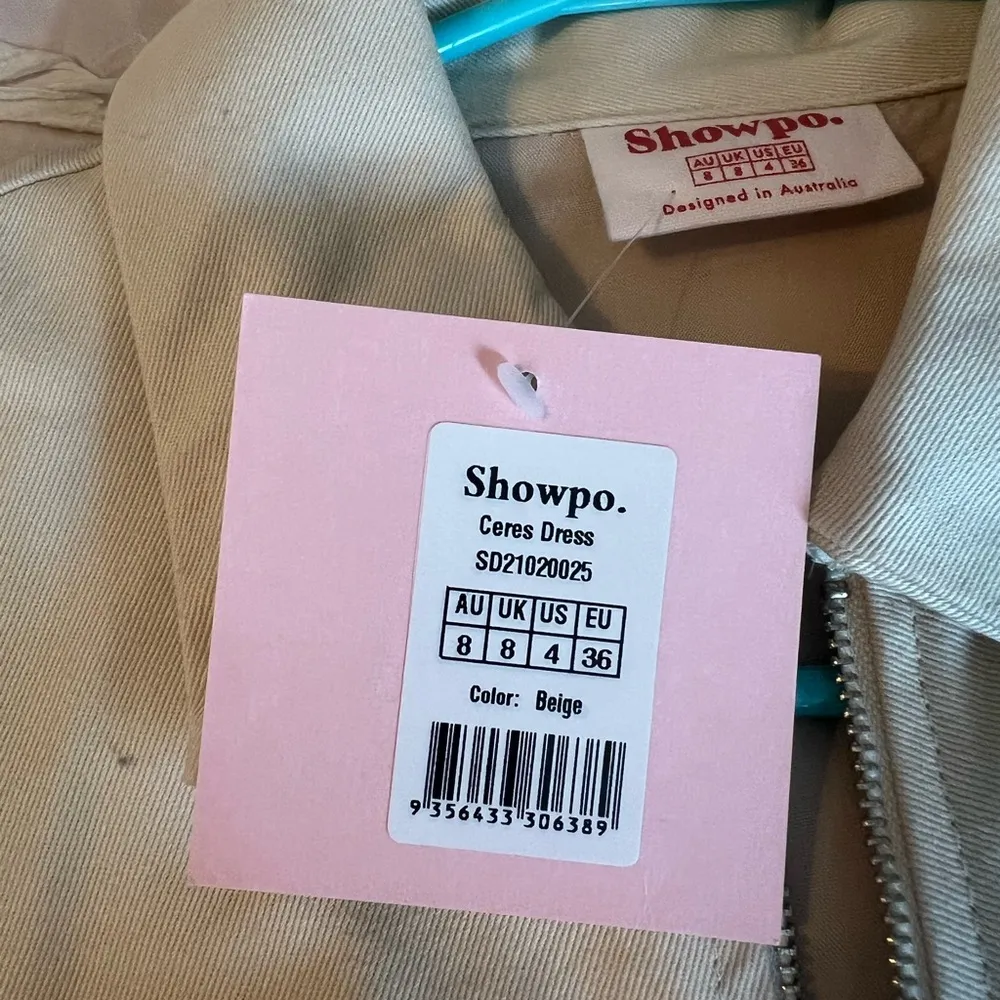 Showpo.
AU UK US EU
8 8 4 36
Designed in Australia
Showpo.
Ceres Dress
SD21020025
AU UK US EU
8 8 4 36
Color: Beige
9 356433 306389